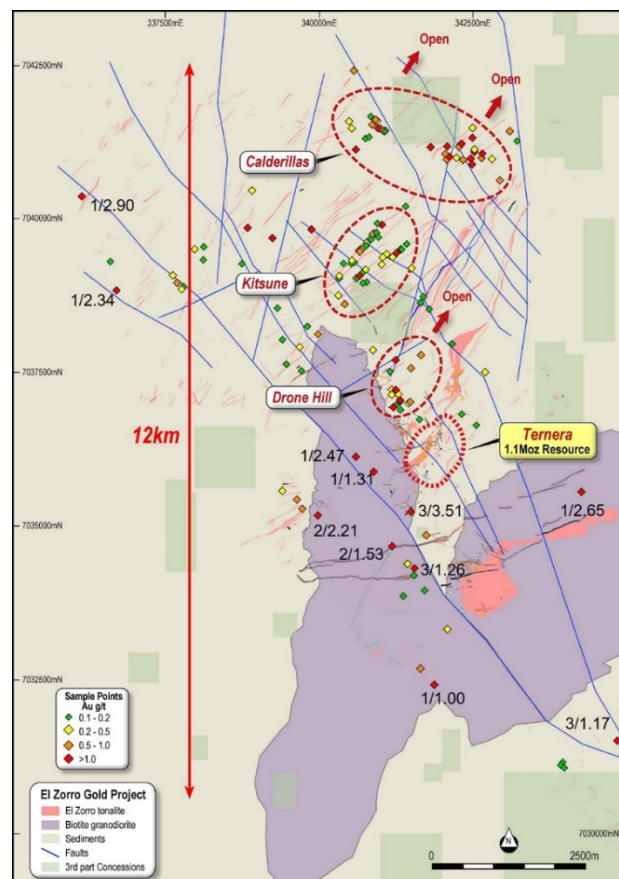 337500mE
340000mE
342500mE
7042500mN
7040000mN
7037500mN
7035000mN
7032500mN
7030000mN
Open
Open
Calderillas
1/2.90
Kitsune
1/2.34
Open
Drone Hill
12km
Ternera
1.1Moz Resource
1/2.47
1/1.31
1/2.65
3/3.51
2/2.21
2/1.53
3/1.26
1/1.00
3/1.17
Sample Points
Au g/t
0.1 - 0.2
0.2 - 0.5
0.5 - 1.0
>1.0
El Zorro Gold Project
El Zorro tonalite
Biotite granodiorite
Sediments
Faults
3rd part Concessions
N
0
2500m